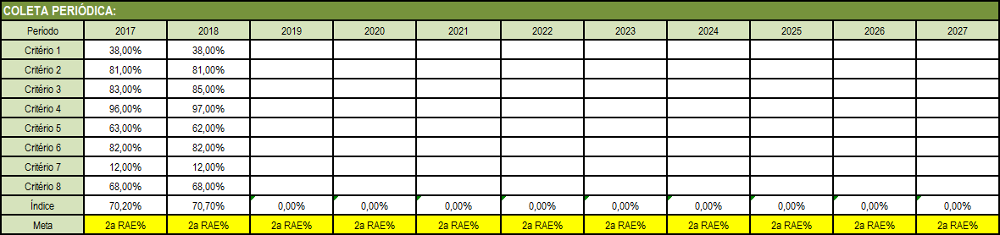 COLETA PERIÓDICA:
Período 2017 2018 2019 2020 2021 2022 2023 2024 2025 2026 2027
Critério 1 38,00% 38,00%
Critério 2 81,00% 81,00%
Critério 3 83,00% 85,00%
Critério 4 96,00% 97,00%
Critério 5 63,00% 62,00%
Critério 6 82,00% 82,00%
Critério 7 12,00% 12,00%
Critério 8 68,00% 68,00%
Índice 70,20% 70,70% 0,00% 0,00% 0,00% 0,00% 0,00% 0,00% 0,00% 0,00% 0,00%
Meta 2a RAE% 2a RAE% 2a RAE% 2a RAE% 2a RAE% 2a RAE% 2a RAE% 2a RAE% 2a RAE% 2a RAE% 2a RAE%